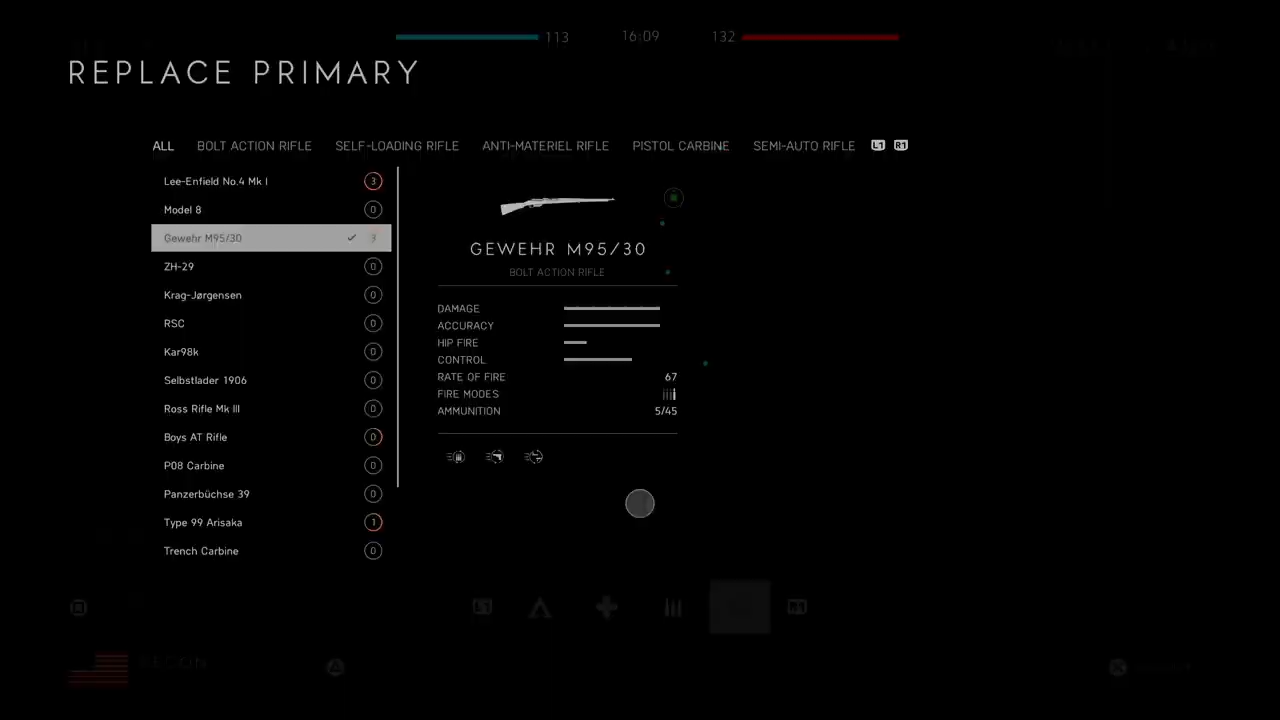 113 16:09 132
REPLACE PRIMARY
ALL BOLT ACTION RIFLE SELF-LOADING RIFLE ANTI-MATERIEL RIFLE PISTOL CARBINE SEMI-AUTO RIFLE L1 R1
Lee-Enfield No.4 Mk I 3
Model 8 0
Gewehr M95/30
ZH-29 0
Krag-Jørgensen 0
RSC 0
Kar98k 0
Selbstlader 1906 0
Ross Rifle Mk III 0
Boys AT Rifle 0
P08 Carbine 0
Panzerbüchse 39 0
Type 99 Arisaka 1
Trench Carbine 0
GEWEHR M95/30
BOLT ACTION RIFLE
DAMAGE
ACCURACY
HIP FIRE
CONTROL
RATE OF FIRE 67
FIRE MODES
AMMUNITION 5/45
R L1 R1
RECON